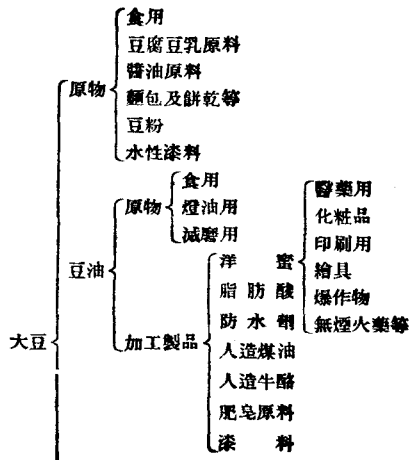 大豆
原物
食用
豆腐豆乳原料
醬油原料
麵包及餅乾等
豆粉
水性漆料
豆油
原物
食用
燈油用
減磨用
加工製品
洋蜜
醫藥用
化粧品
印刷用
繪具
爆作物
無煙火藥等
脂肪酸
防水劑
人造煤油
人造牛酪
肥皂原料
漆料